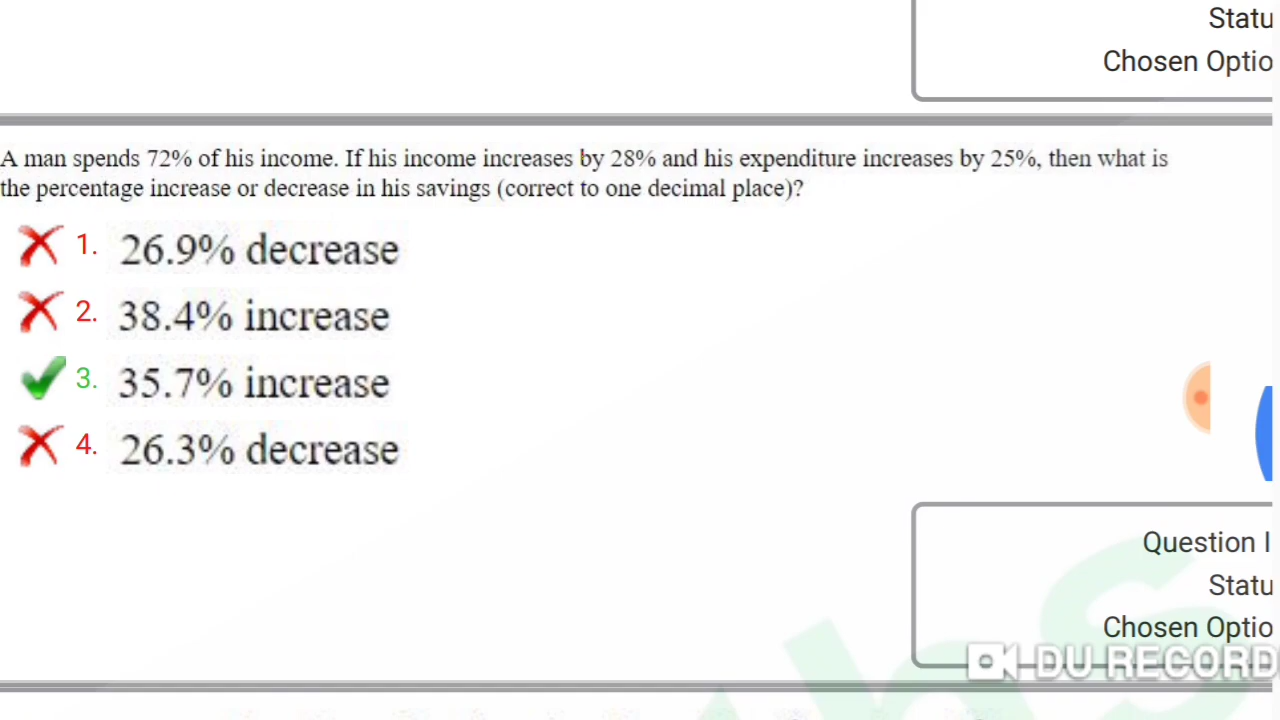 Statu
Chosen Optio
A man spends 72% of his income. If his income increases by 28% and his expenditure increases by 25%, then what is
the percentage increase or decrease in his savings (correct to one decimal place)?
1. 26.9% decrease
2. 38.4% increase
3. 35.7% increase
4. 26.3% decrease
Question I
Statu
Chosen Optio
DU RECORD